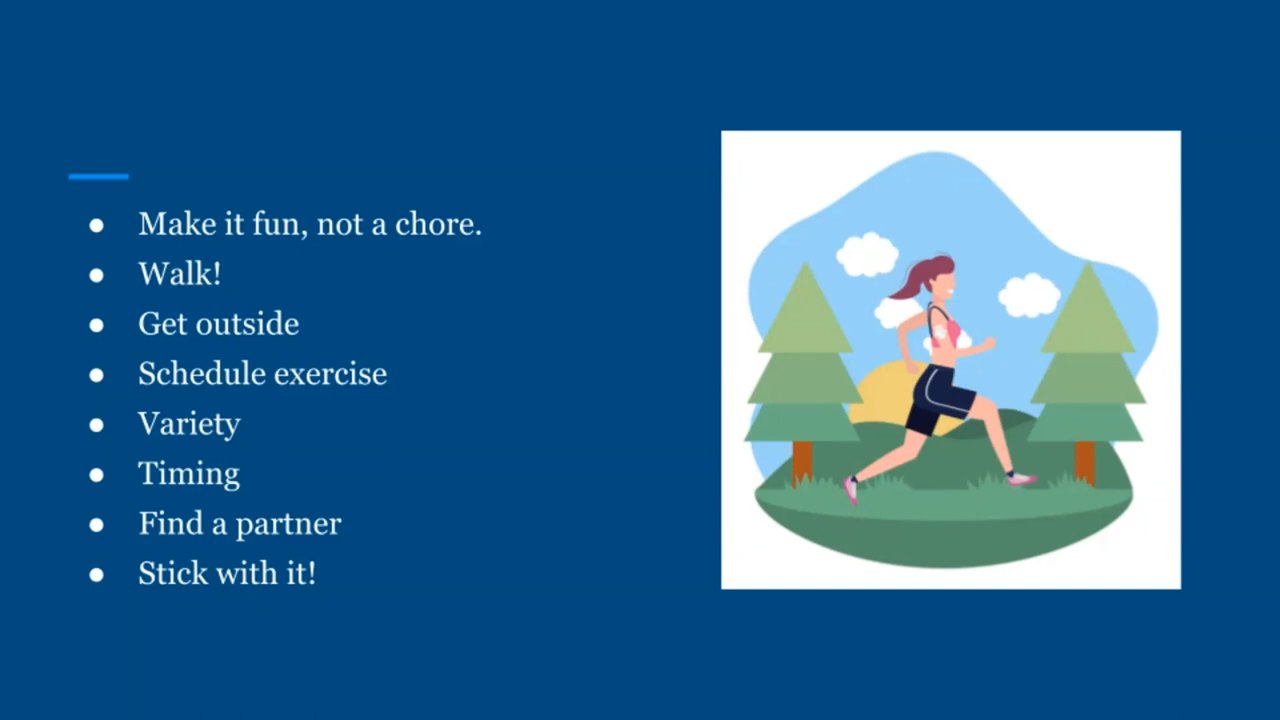 ● Make it fun, not a chore.
● Walk!
● Get outside
● Schedule exercise
● Variety
● Timing
● Find a partner
● Stick with it!